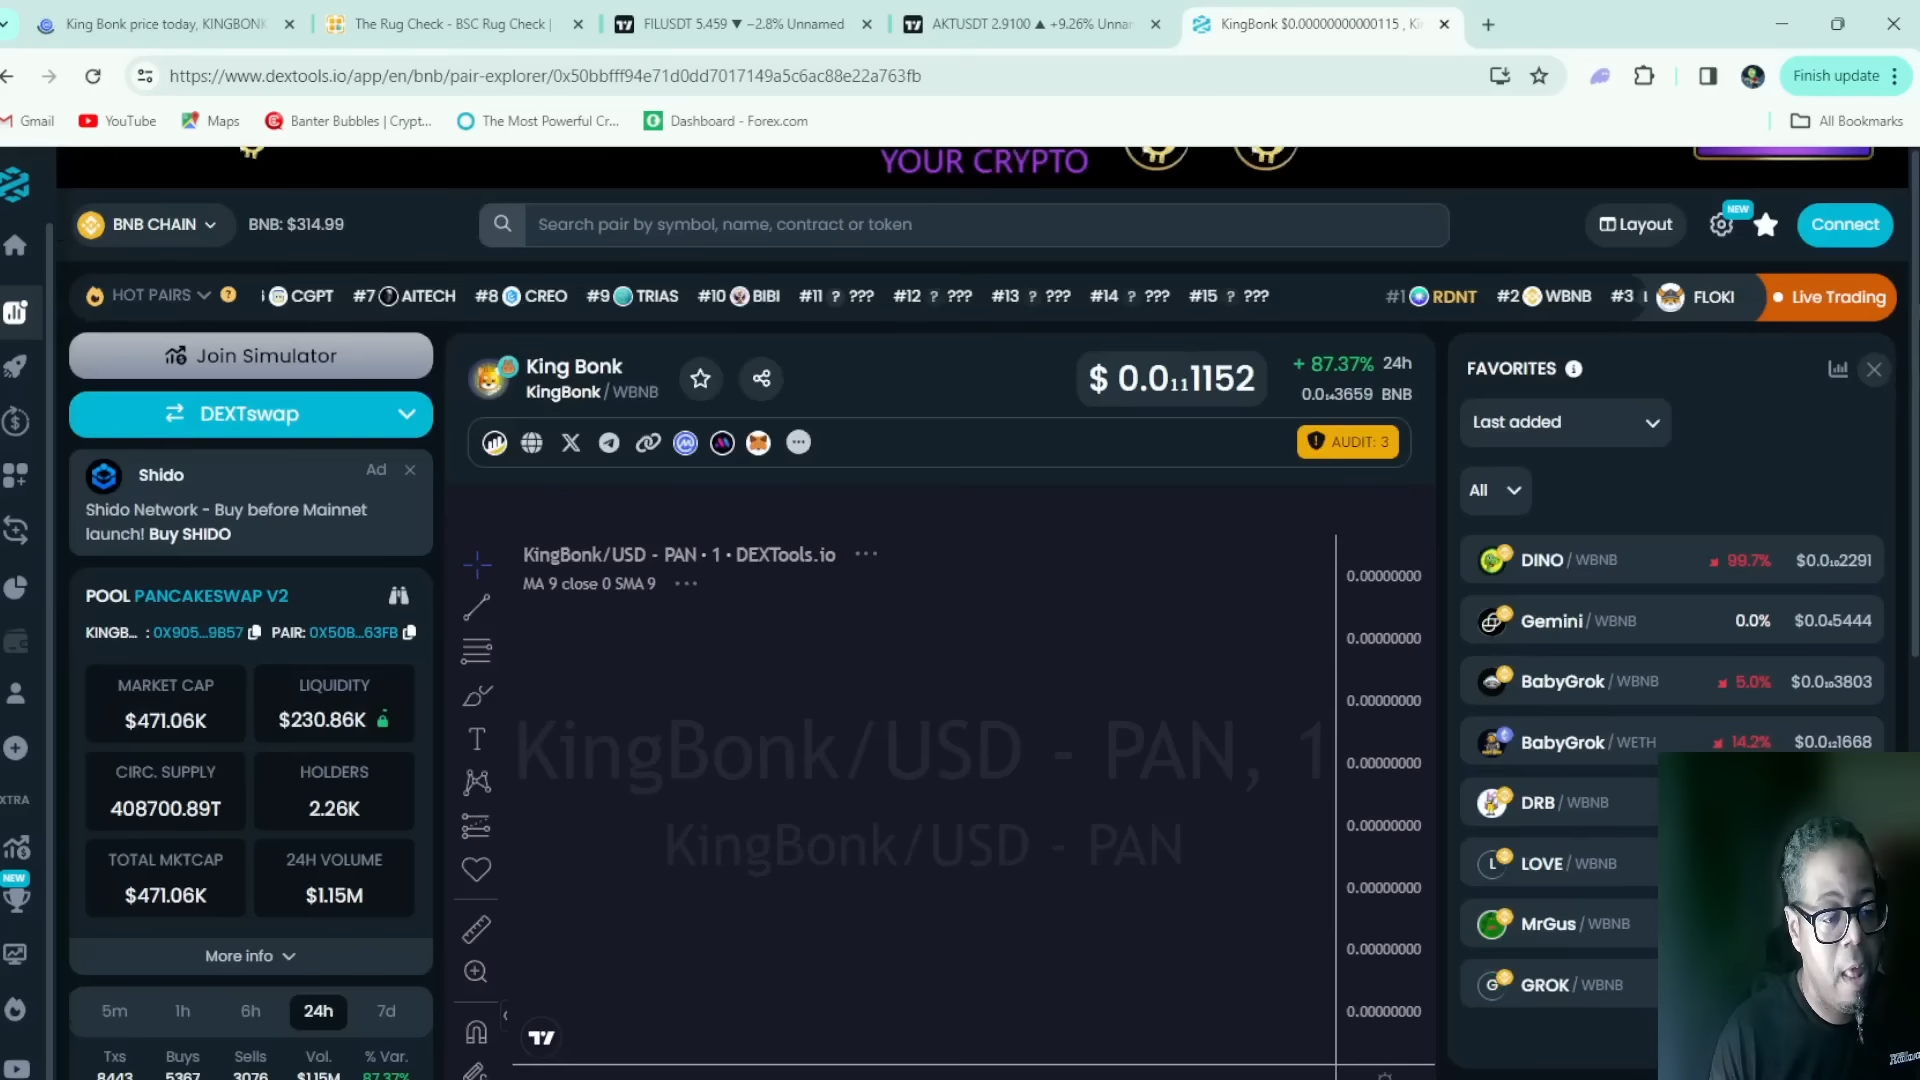 King Bonk price today, KINGBONK
The Rug Check - BSC Rug Check |
FILUSDT 5.459 ▼ −2.8% Unnamed
AKTUSDT 2.9100 ▲ +9.26% Unnar
KingBonk $0.00000000000115 , Ki
https://www.dextools.io/app/en/bnb/pair-explorer/0x50bbfff94e71d0dd7017149a5c6ac88e22a763fb
Finish update
Gmail
YouTube
Maps
Banter Bubbles | Crypt...
The Most Powerful Cr...
Dashboard - Forex.com
All Bookmarks
YOUR CRYPTO
BNB CHAIN
BNB: $314.99
Search pair by symbol, name, contract or token
Layout
NEW
Connect
HOT PAIRS
CGPT #7 AITECH #8 CREO #9 TRIAS #10 BIBI #11 ? ??? #12 ? ??? #13 ? ??? #14 ? ??? #15 ? ???
#1 RDNT #2 WBNB #3 FLOKI
Live Trading
Join Simulator
DEXTswap
Shido
Ad
Shido Network - Buy before Mainnet
launch! Buy SHIDO
POOL PANCAKESWAP V2
KINGB... : 0X905...9B57 PAIR: 0X50B...63FB
MARKET CAP
$471.06K
LIQUIDITY
$230.86K
CIRC. SUPPLY
408700.89T
HOLDERS
2.26K
TOTAL MKTCAP
$471.06K
24H VOLUME
$1.15M
More info
5m 1h 6h 24h 7d
Txs Buys Sells Vol. % Var.
8443 5367 3076 $1.15M 87.37%
XTRA
NEW
King Bonk
KingBonk / WBNB
$ 0.0₁₁1152
+ 87.37% 24h
0.0₁₄3659 BNB
AUDIT: 3
KingBonk/USD - PAN • 1 • DEXTools.io
MA 9 close 0 SMA 9
KingBonk/USD - PAN, 1
KingBonk/USD - PAN
0.00000000
0.00000000
0.00000000
0.00000000
0.00000000
0.00000000
0.00000000
0.00000000
FAVORITES
Last added
All
DINO / WBNB 99.7% $0.0₁₀2291
Gemini / WBNB 0.0% $0.0₄5444
BabyGrok / WBNB 5.0% $0.0₁₀3803
BabyGrok / WETH 14.2% $0.0₁₂1668
DRB / WBNB
L LOVE / WBNB
MrGus / WBNB
G GROK / WBNB